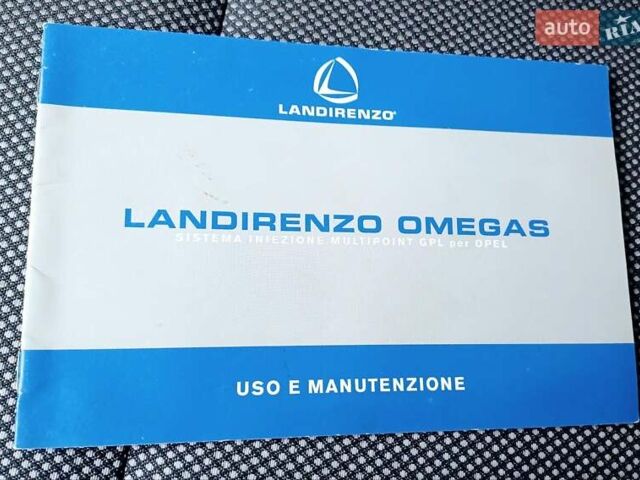 auto RIA
LANDIRENZO®
LANDIRENZO OMEGAS
SISTEMA INIEZIONE MULTIPOINT GPL per OPEL
USO E MANUTENZIONE